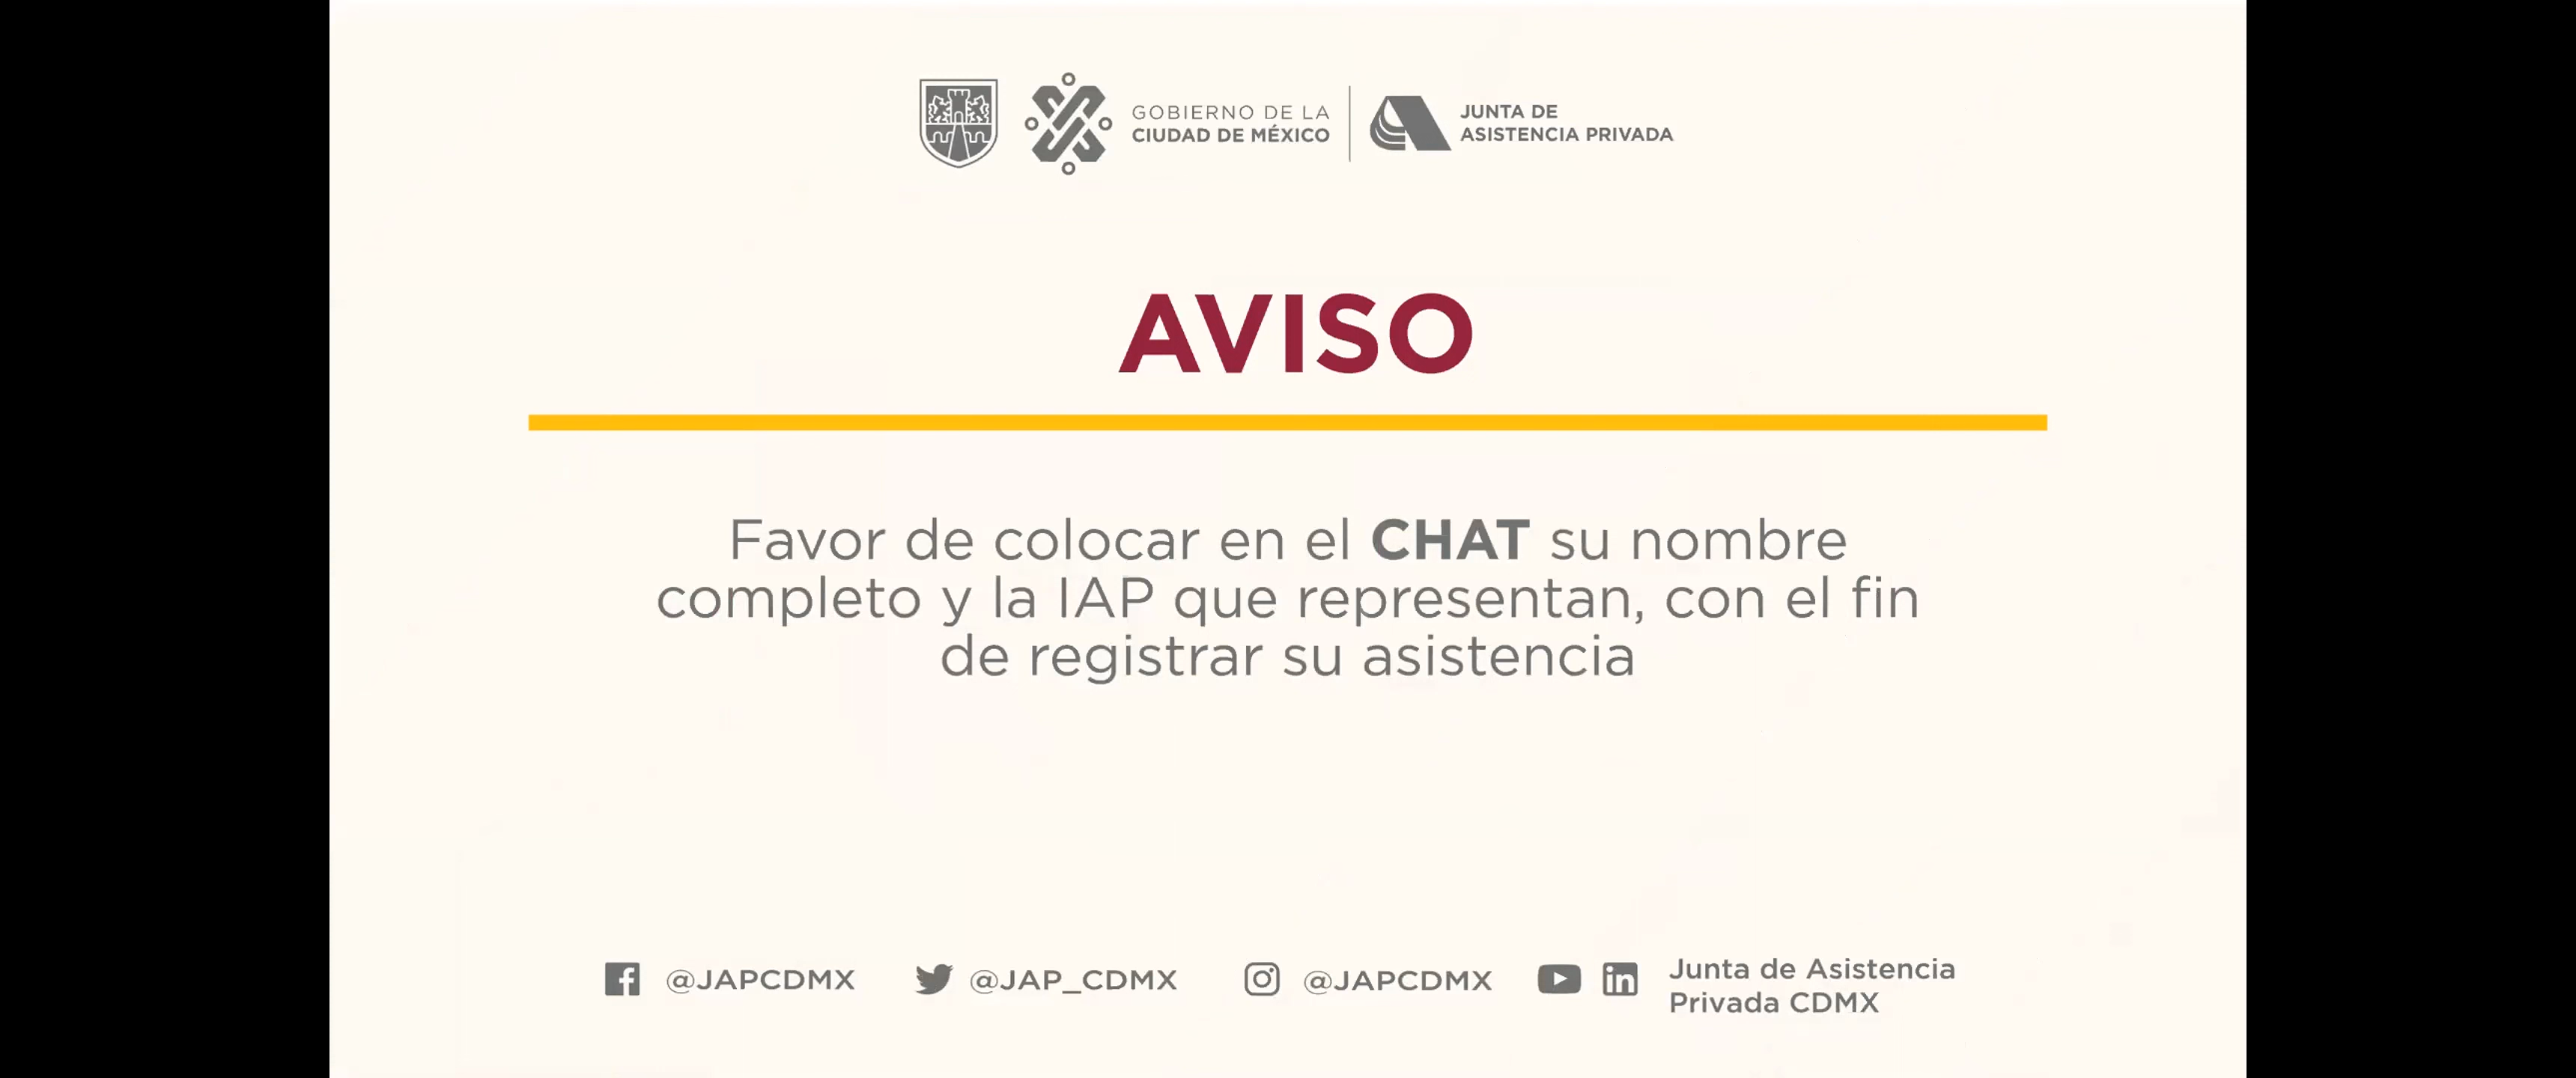 GOBIERNO DE LA
CIUDAD DE MÉXICO
JUNTA DE
ASISTENCIA PRIVADA
AVISO
Favor de colocar en el CHAT su nombre
completo y la IAP que representan, con el fin
de registrar su asistencia
@JAPCDMX
@JAP_CDMX
@JAPCDMX
Junta de Asistencia
Privada CDMX